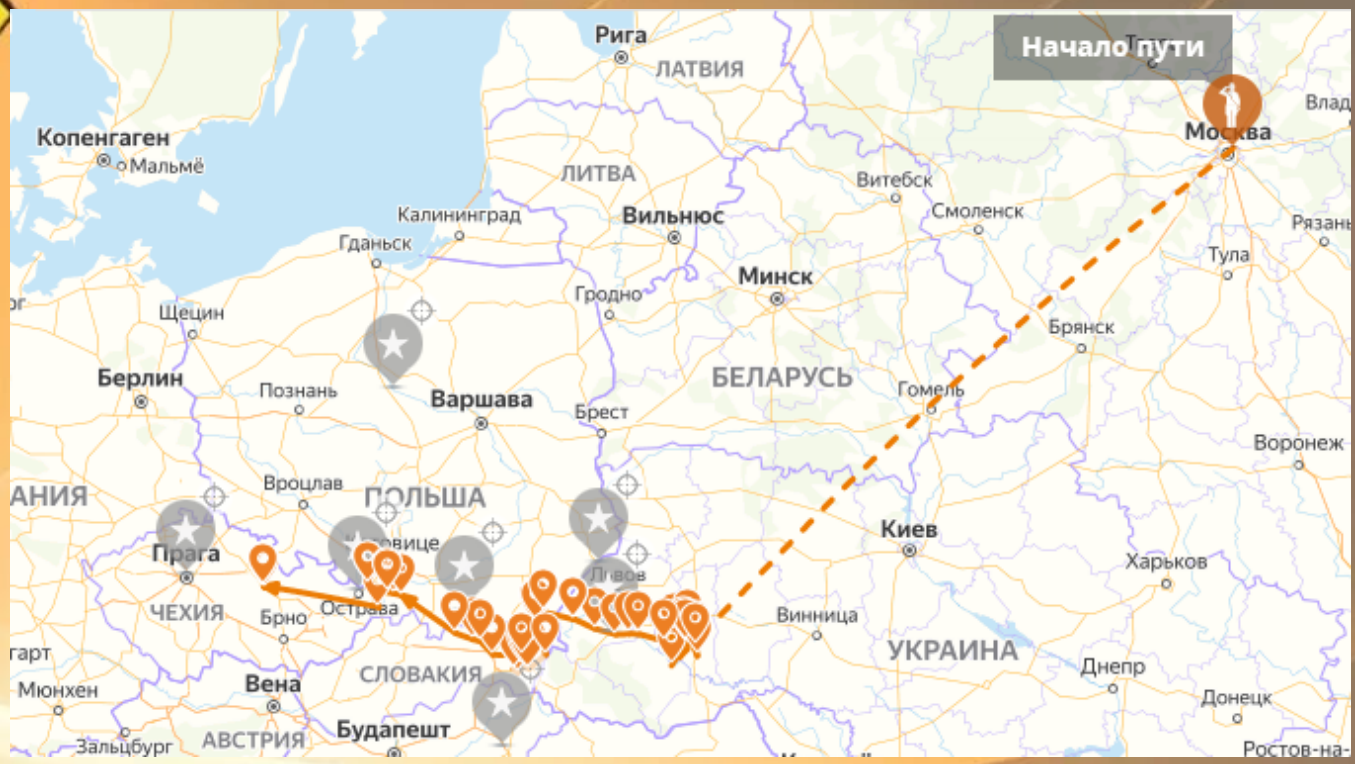 Рига
Начало пути
ЛАТВИЯ
Влад
Москва
Копенгаген
Мальмё
ЛИТВА
Витебск
Калининград
Вильнюс
Смоленск
Рязань
Гданьск
Тула
Минск
Гродно
Щецин
Брянск
Берлин
БЕЛАРУСЬ
Познань
Гомель
Варшава
Брест
Воронеж
Вроцлав
АНИЯ
ПОЛЬША
Киев
Прага
Львов
Харьков
ЧЕХИЯ
Острава
Брно
Винница
УКРАИНА
гарт
СЛОВАКИЯ
Днепр
Мюнхен
Вена
Донецк
Будапешт
Зальцбург
АВСТРИЯ
Ростов-на-